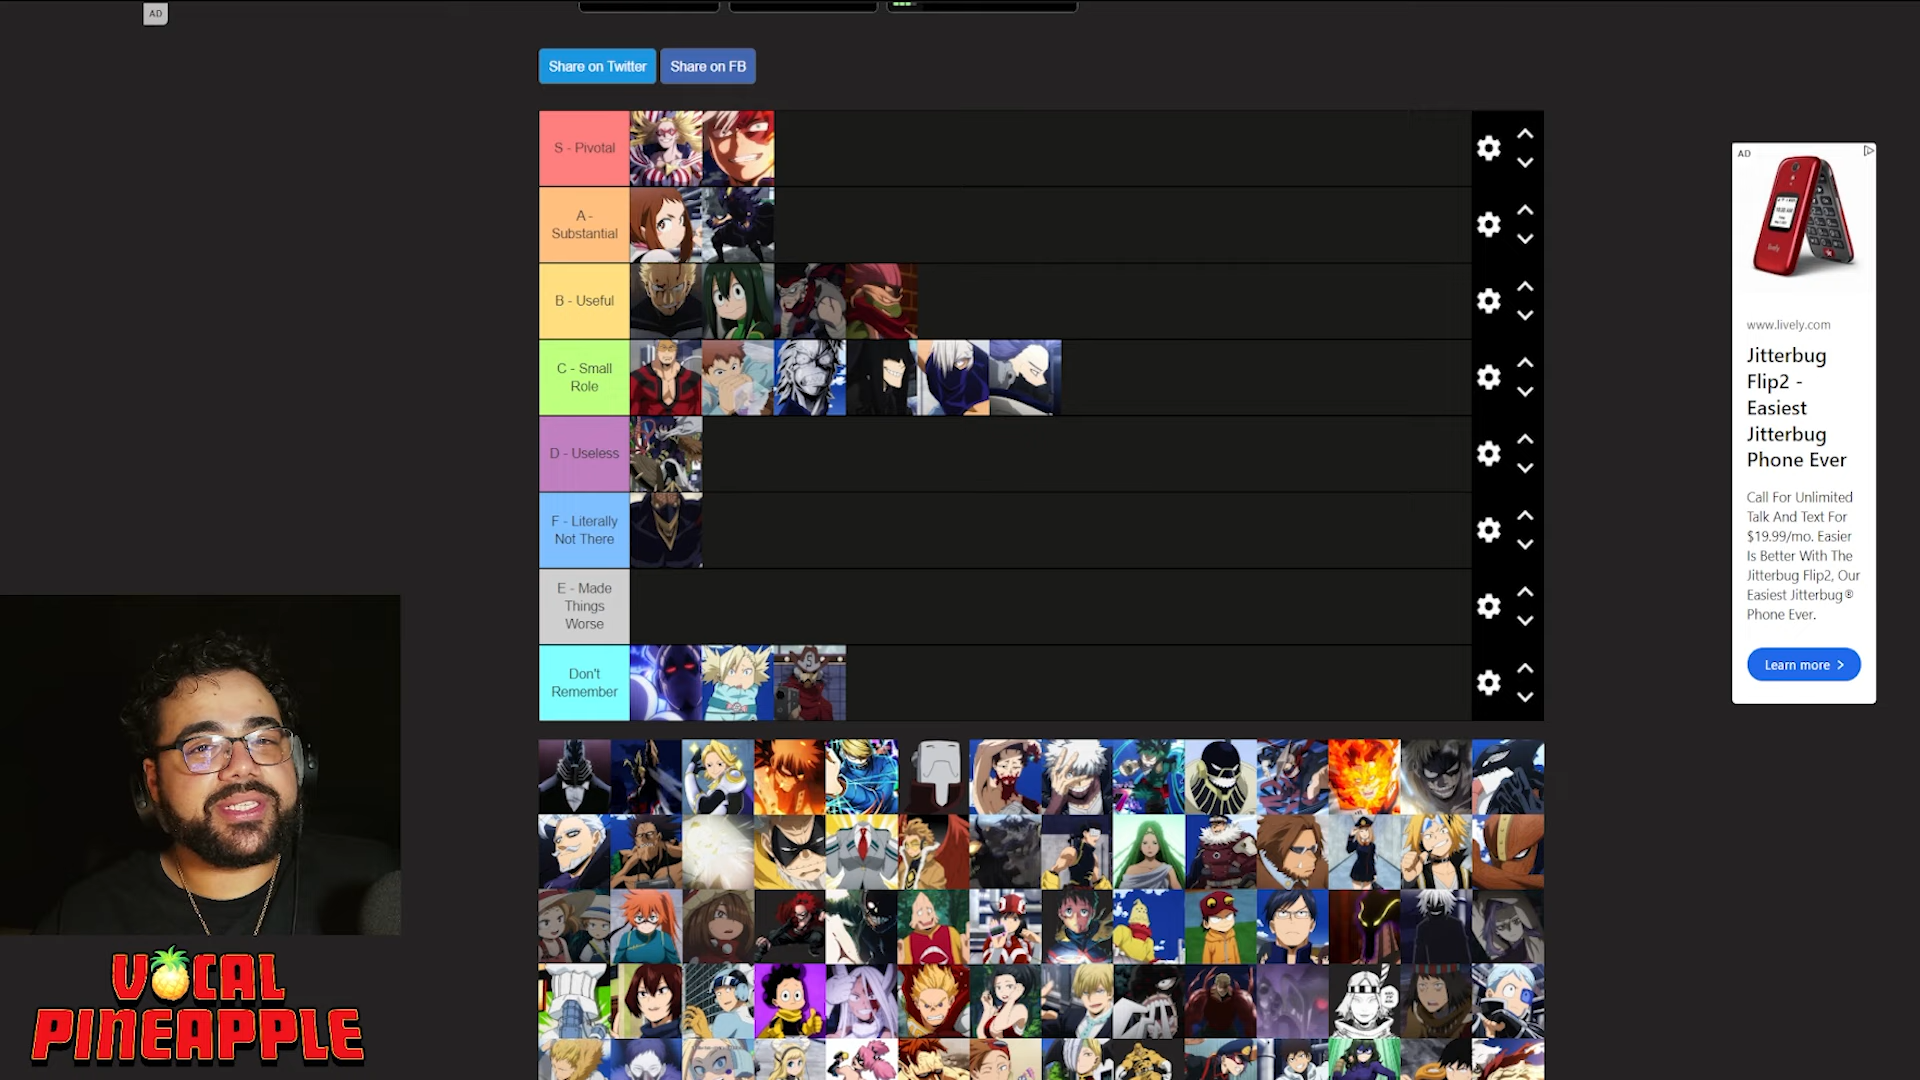 AD
Share on Twitter
Share on FB
S - Pivotal
A -
Substantial
B - Useful
C - Small
Role
D - Useless
F - Literally
Not There
E - Made
Things
Worse
Don't
Remember
AD
www.lively.com
Jitterbug
Flip2 -
Easiest
Jitterbug
Phone Ever
Call For Unlimited
Talk And Text For
$19.99/mo. Easier
Is Better With The
Jitterbug Flip2, Our
Easiest Jitterbug®
Phone Ever.
Learn more >
VOCAL
PINEAPPLE